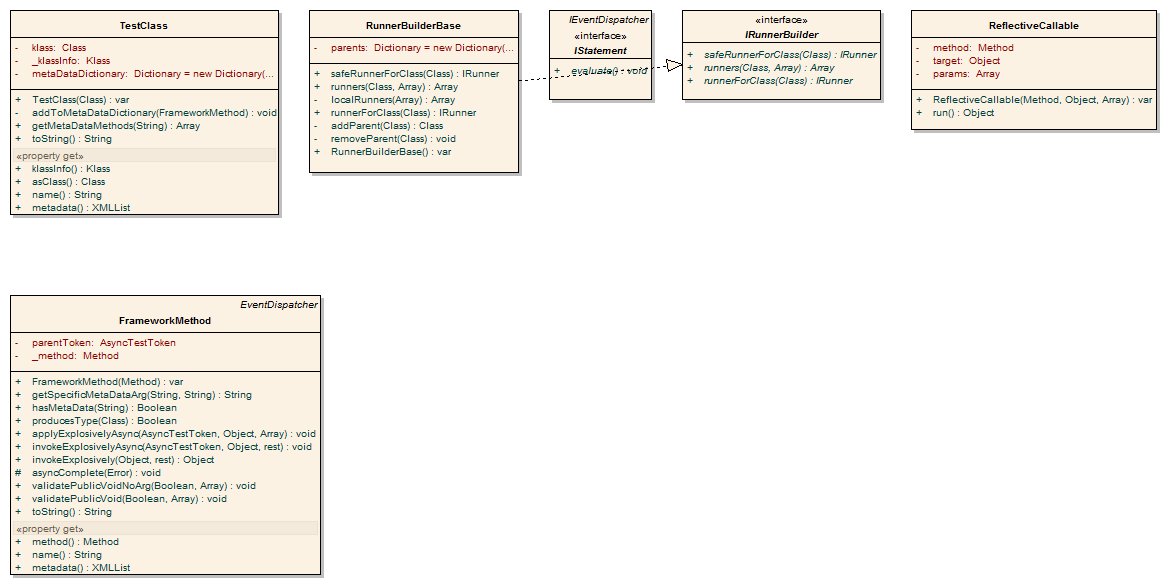 TestClass
- klass: Class
- _klassInfo: Klass
- metaDataDictionary: Dictionary = new Dictionary(...
+ TestClass(Class) : var
- addToMetaDataDictionary(FrameworkMethod) : void
+ getMetaDataMethods(String) : Array
+ toString() : String
«property get»
+ klassInfo() : Klass
+ asClass() : Class
+ name() : String
+ metadata() : XMLList
RunnerBuilderBase
- parents: Dictionary = new Dictionary(...
+ safeRunnerForClass(Class) : IRunner
+ runners(Class, Array) : Array
- localRunners(Array) : Array
+ runnerForClass(Class) : IRunner
- addParent(Class) : Class
- removeParent(Class) : void
+ RunnerBuilderBase() : var
IEventDispatcher
«interface»
IStatement
+ evaluate() : void
«interface»
IRunnerBuilder
+ safeRunnerForClass(Class) : IRunner
+ runners(Class, Array) : Array
+ runnerForClass(Class) : IRunner
ReflectiveCallable
- method: Method
- target: Object
- params: Array
+ ReflectiveCallable(Method, Object, Array) : var
+ run() : Object
EventDispatcher
FrameworkMethod
- parentToken: AsyncTestToken
- _method: Method
+ FrameworkMethod(Method) : var
+ getSpecificMetaDataArg(String, String) : String
+ hasMetaData(String) : Boolean
+ producesType(Class) : Boolean
+ applyExplosivelyAsync(AsyncTestToken, Object, Array) : void
+ invokeExplosivelyAsync(AsyncTestToken, Object, rest) : void
+ invokeExplosively(Object, rest) : Object
# asyncComplete(Error) : void
+ validatePublicVoidNoArg(Boolean, Array) : void
+ validatePublicVoid(Boolean, Array) : void
+ toString() : String
«property get»
+ method() : Method
+ name() : String
+ metadata() : XMLList